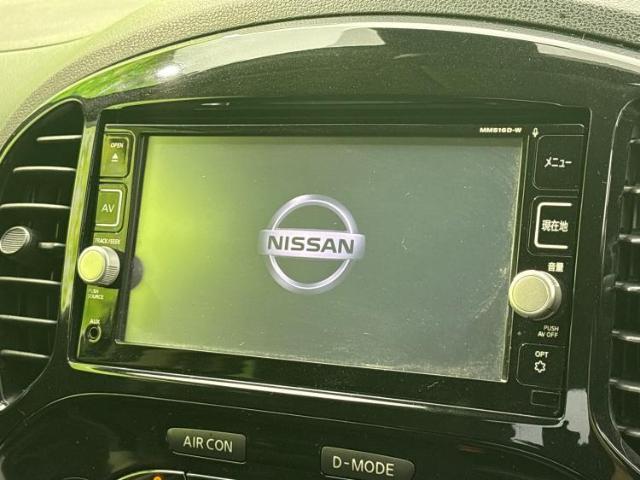 MM516D-W
OPEN
メニュー
AV
現在地
TRACK/SEEK
NISSAN
音量
PUSH
SOURCE
PUSH
AV OFF
AUX
OPT
AIR CON
D-MODE